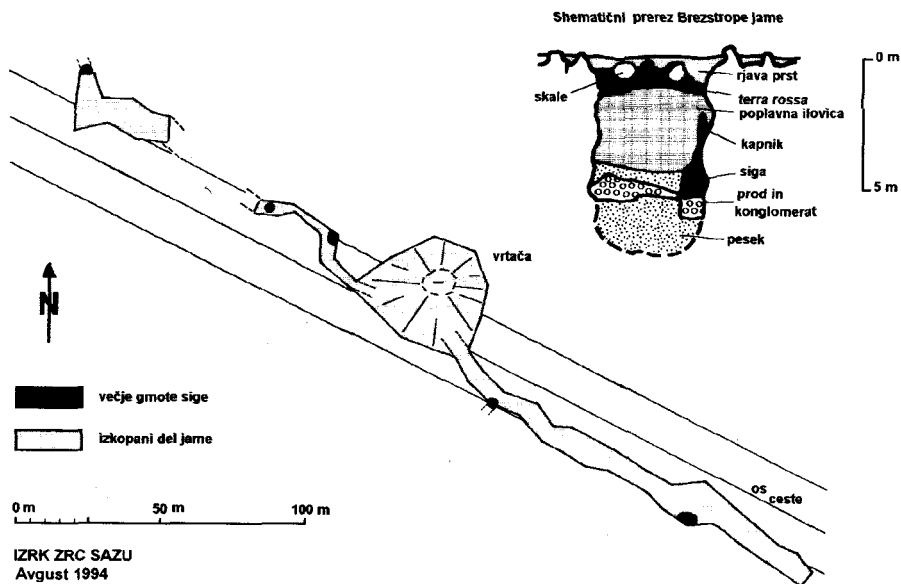 Shematični prerez Brezstrope jame
0 m
skale
rjava prst
terra rossa
poplavna ilovica
kapnik
siga
5 m
prod in
konglomerat
pesek
vrtača
N
večje gmote sige
izkopani del jame
os
ceste
0 m 50 m 100 m
IZRK ZRC SAZU
Avgust 1994